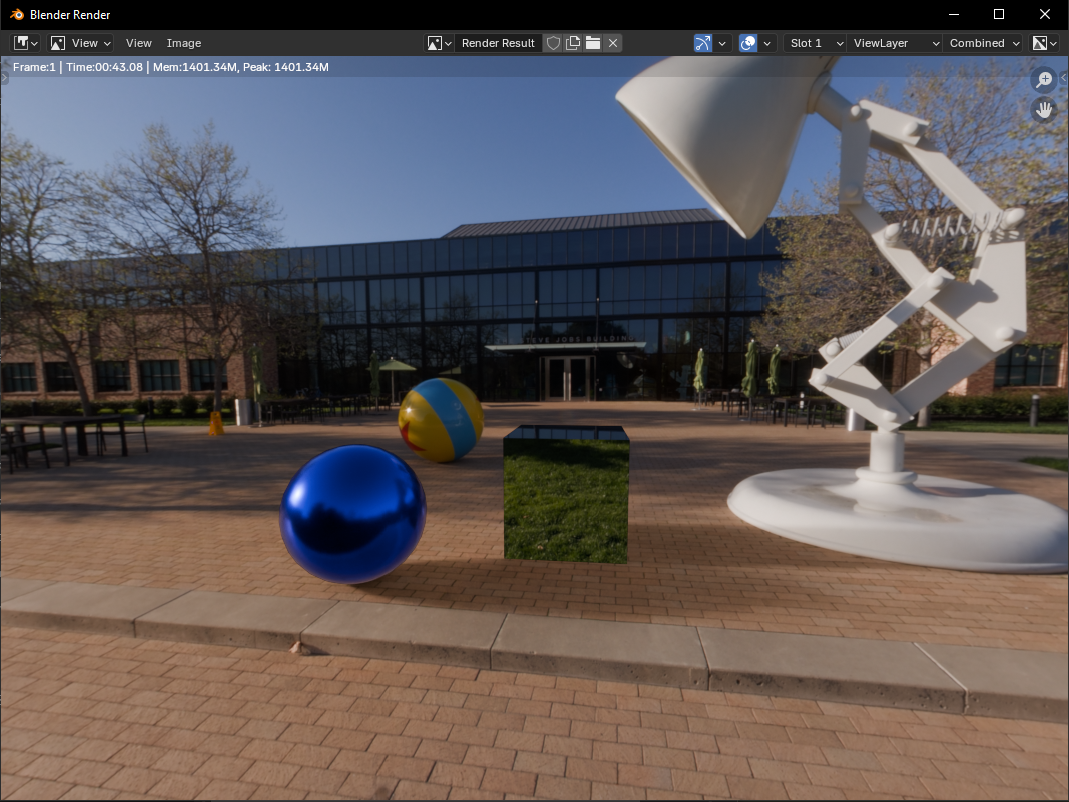 Blender Render
View View Image Render Result Slot 1 ViewLayer Combined
Frame:1 | Time:00:43.08 | Mem:1401.34M, Peak: 1401.34M
STEVE JOBS BUILDING